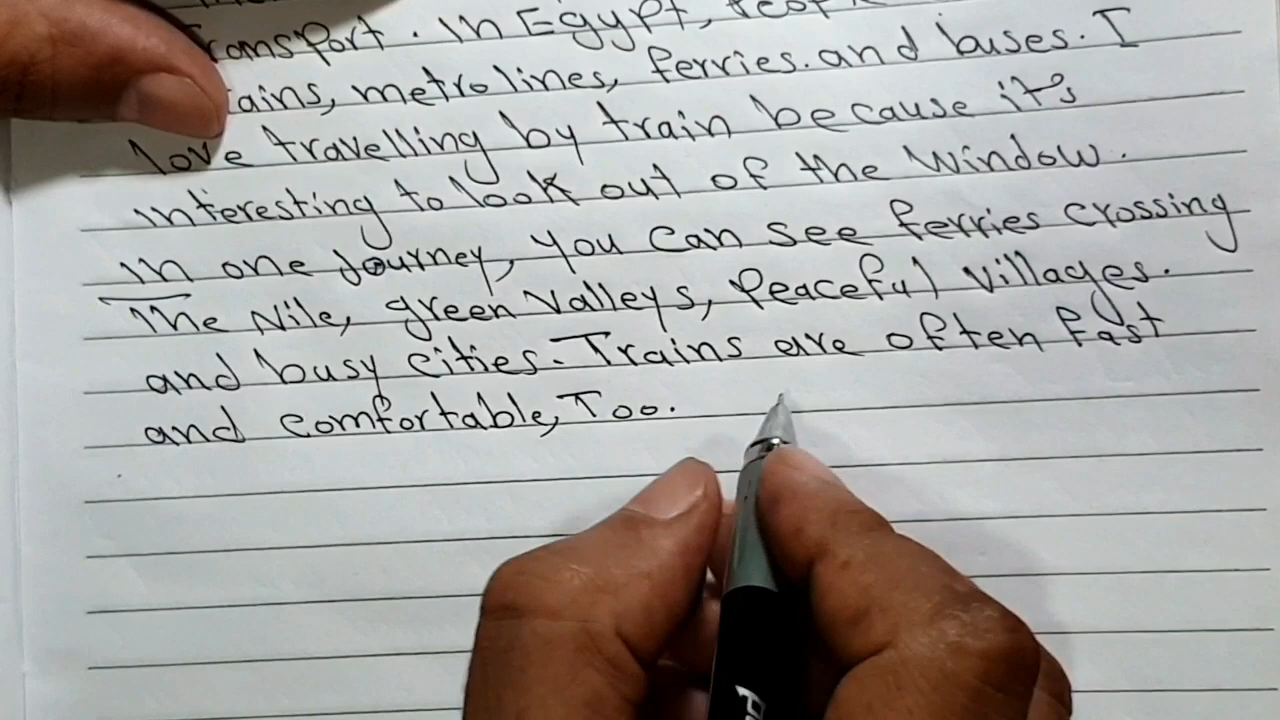 Transport. In Egypt,
metro lines, ferries. and buses. I
love travelling by train because it's
interesting to look out of the window.
in one journey, you can see ferries crossing
The Nile, green valleys, Peaceful villages.
and busy cities. Trains are often fast
and comfortable, Too.